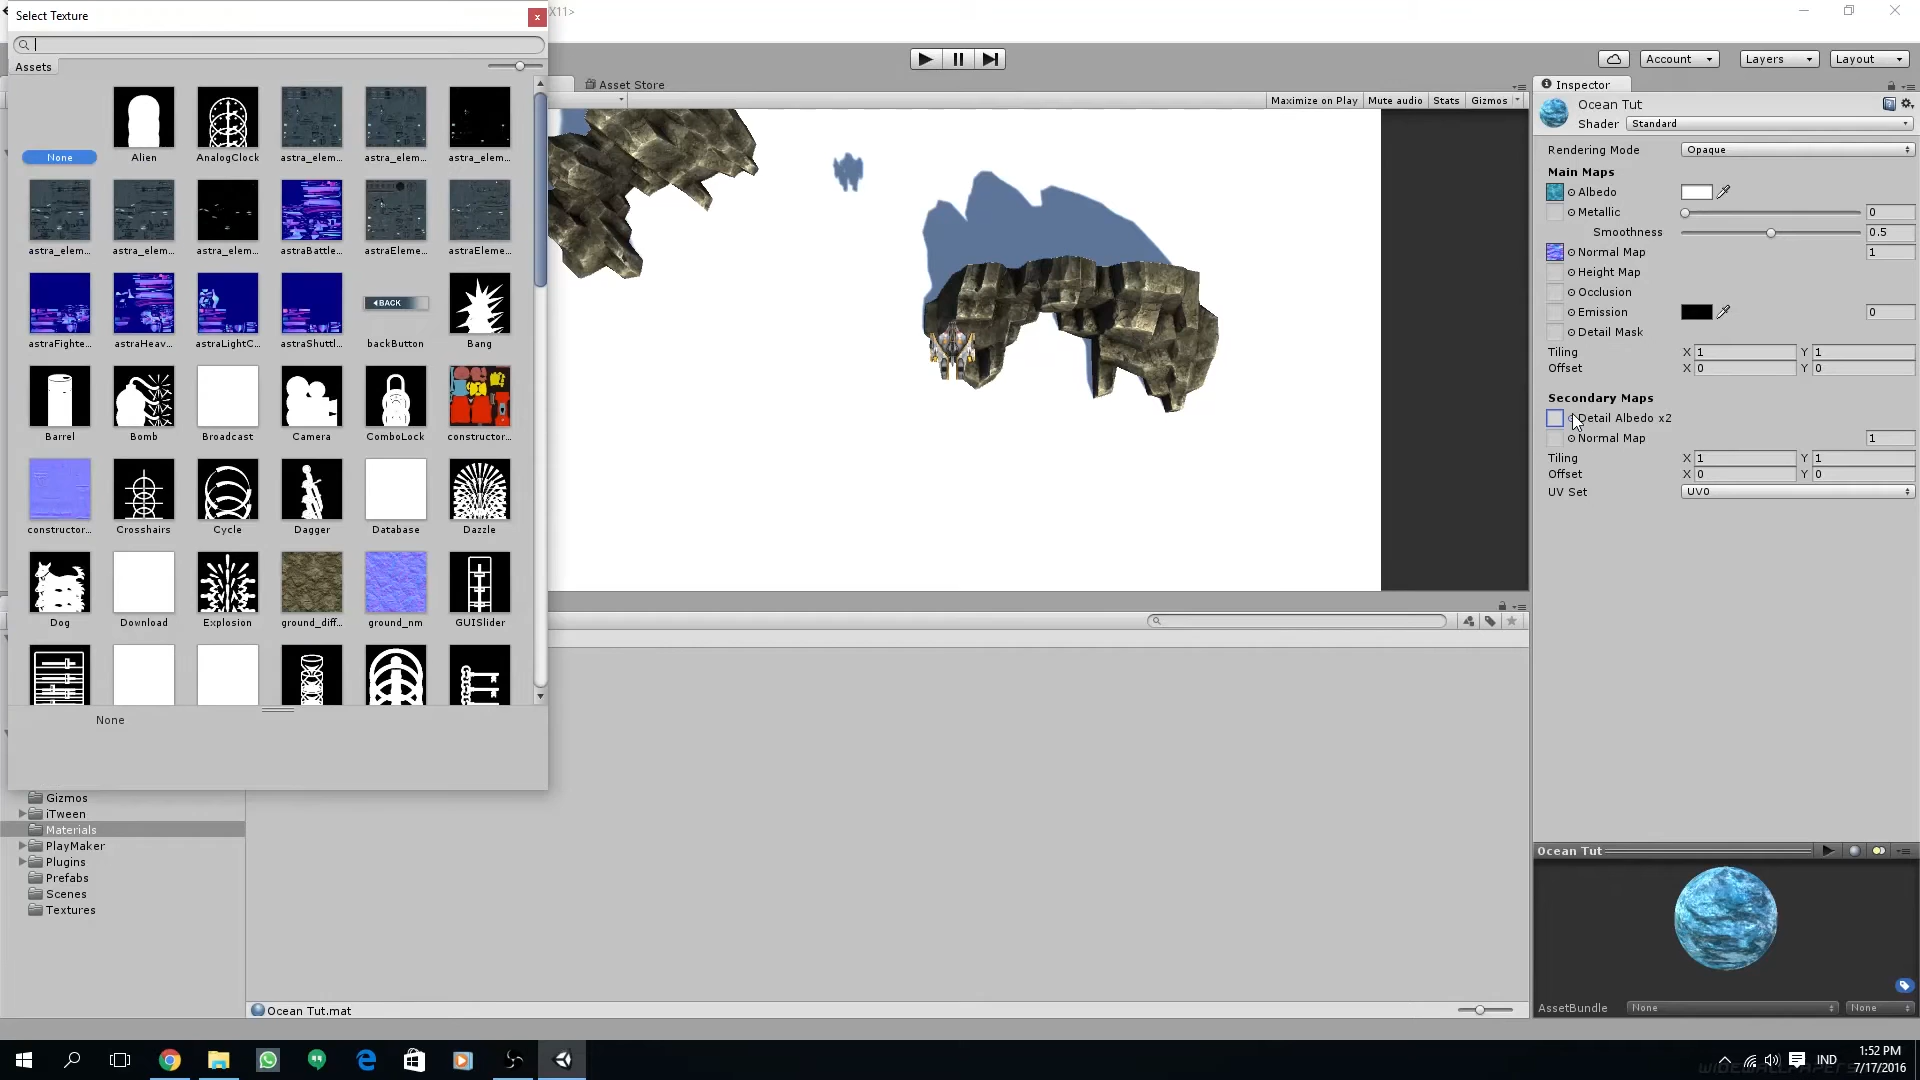 Select Texture
X11>
Assets
Account
Layers
Layout
Asset Store
Maximize on Play
Mute audio
Stats
Gizmos
None
Alien
AnalogClock
astra_elem...
astra_elem...
astra_elem...
astra_elem...
astra_elem...
astra_elem...
astraBattle...
astraEleme...
astraEleme...
BACK
astraFighte...
astraHeav...
astraLightC...
astraShuttl...
backButton
Bang
Barrel
Bomb
Broadcast
Camera
ComboLock
constructor...
constructor...
Crosshairs
Cycle
Dagger
Database
Dazzle
Dog
Download
Explosion
ground_diff...
ground_nm
GUISlider
None
Gizmos
iTween
Materials
PlayMaker
Plugins
Prefabs
Scenes
Textures
Ocean Tut.mat
Inspector
Ocean Tut
Shader Standard
Rendering Mode Opaque
Main Maps
Albedo
Metallic 0
Smoothness 0.5
Normal Map 1
Height Map
Occlusion
Emission 0
Detail Mask
Tiling X 1 Y 1
Offset X 0 Y 0
Secondary Maps
Detail Albedo x2
Normal Map 1
Tiling X 1 Y 1
Offset X 0 Y 0
UV Set UV0
Ocean Tut
AssetBundle None None
IND
1:52 PM
7/17/2016